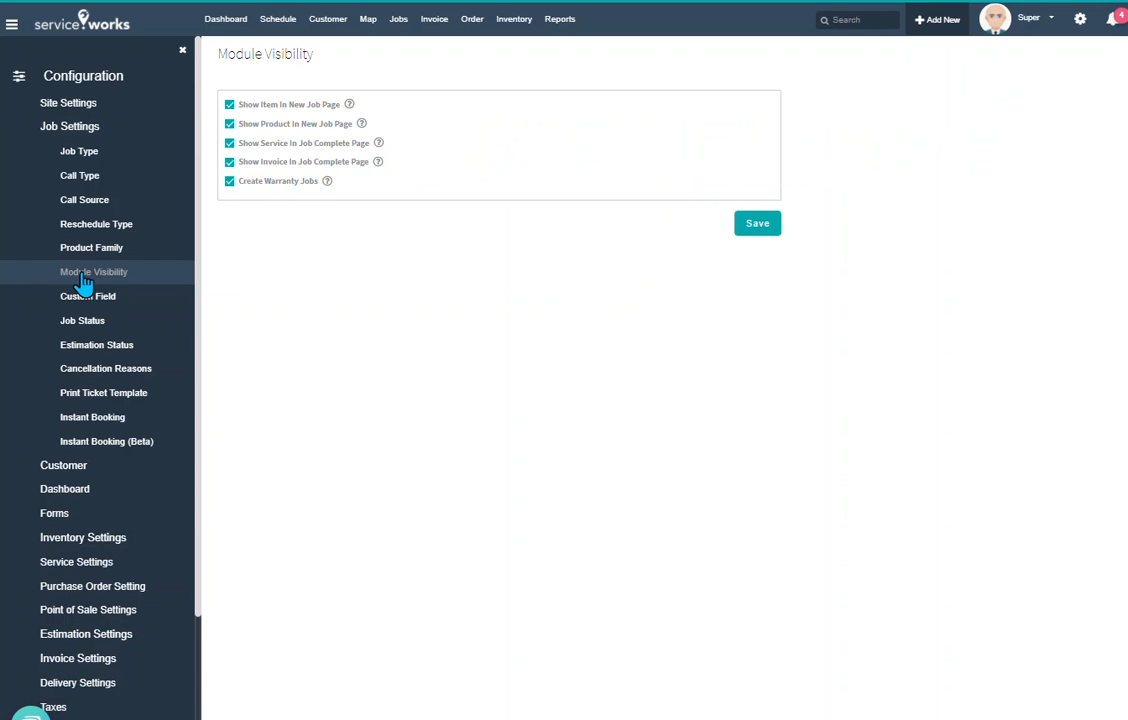 service works
Dashboard Schedule Customer Map Jobs Invoice Order Inventory Reports
Search
Add New
Super
4
Configuration
Site Settings
Job Settings
Job Type
Call Type
Call Source
Reschedule Type
Product Family
Module Visibility
Custom Field
Job Status
Estimation Status
Cancellation Reasons
Print Ticket Template
Instant Booking
Instant Booking (Beta)
Customer
Dashboard
Forms
Inventory Settings
Service Settings
Purchase Order Setting
Point of Sale Settings
Estimation Settings
Invoice Settings
Delivery Settings
Taxes
Module Visibility
Show Item In New Job Page ?
Show Product In New Job Page ?
Show Service In Job Complete Page ?
Show Invoice In Job Complete Page ?
Create Warranty Jobs ?
Save